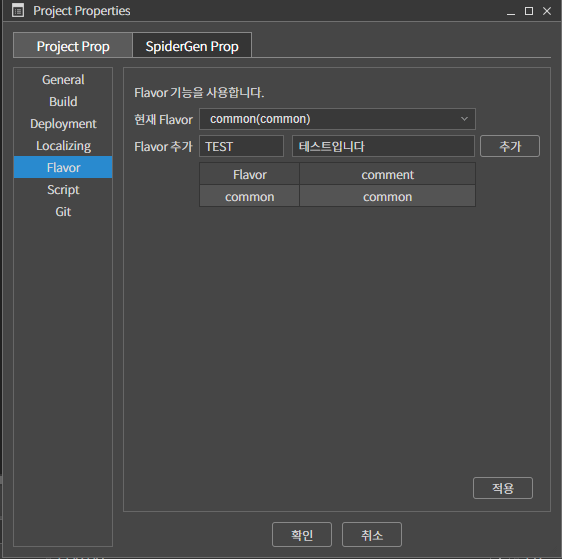 Project Properties
Project Prop
SpiderGen Prop
General
Build
Deployment
Localizing
Flavor
Script
Git
Flavor 기능을 사용합니다.
현재 Flavor common(common)
Flavor 추가 TEST 테스트입니다 추가
Flavor comment
common common
적용
확인 취소